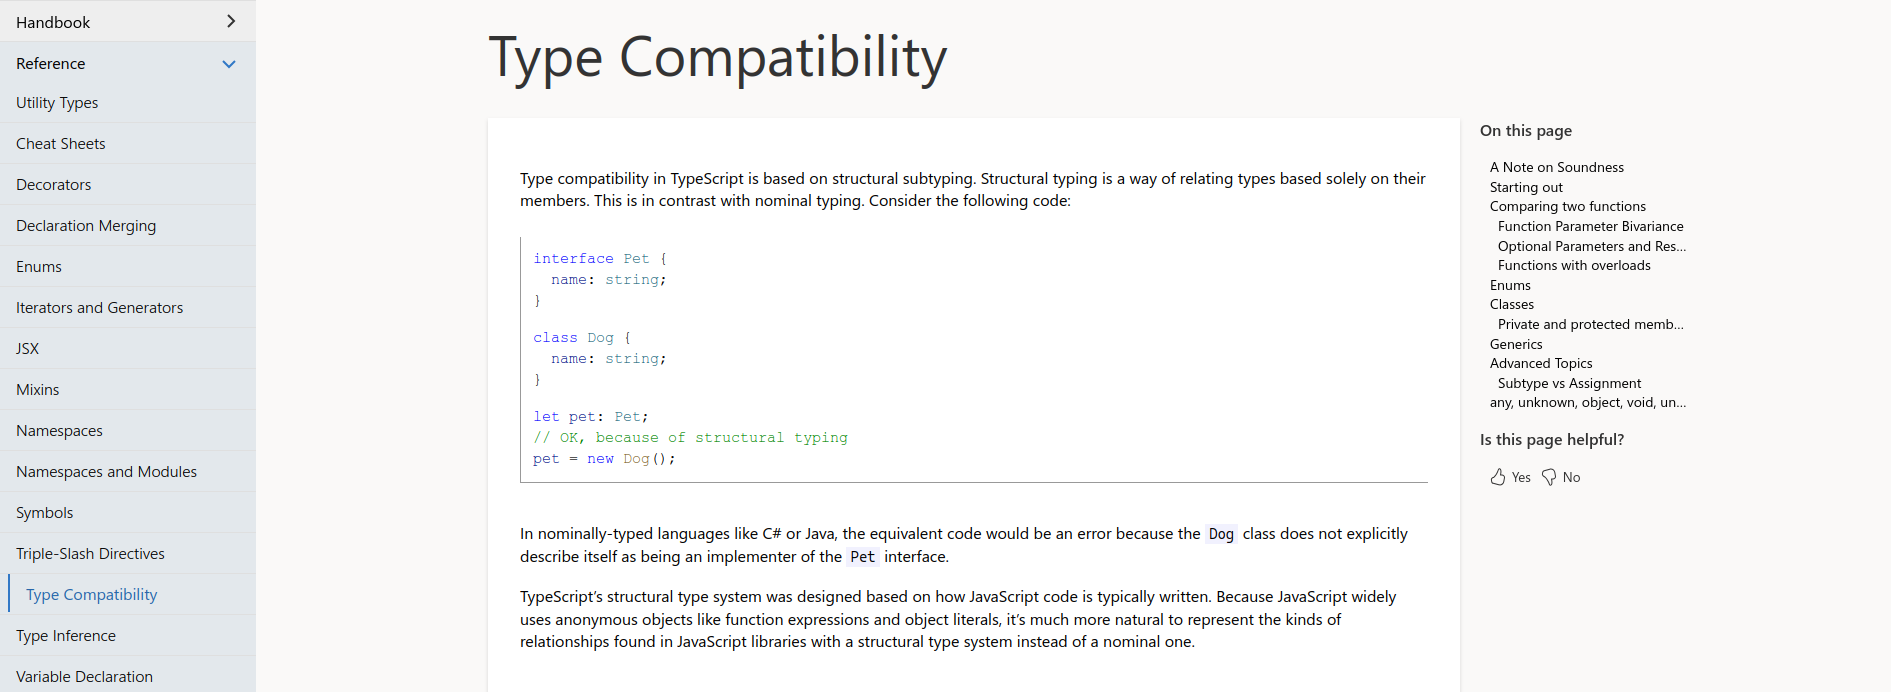 Handbook
Reference
Utility Types
Cheat Sheets
Decorators
Declaration Merging
Enums
Iterators and Generators
JSX
Mixins
Namespaces
Namespaces and Modules
Symbols
Triple-Slash Directives
Type Compatibility
Type Inference
Variable Declaration
Type Compatibility
Type compatibility in TypeScript is based on structural subtyping. Structural typing is a way of relating types based solely on their
members. This is in contrast with nominal typing. Consider the following code:
interface Pet {
  name: string;
}
class Dog {
  name: string;
}
let pet: Pet;
// OK, because of structural typing
pet = new Dog();
In nominally-typed languages like C# or Java, the equivalent code would be an error because the Dog class does not explicitly
describe itself as being an implementer of the Pet interface.
TypeScript’s structural type system was designed based on how JavaScript code is typically written. Because JavaScript widely
uses anonymous objects like function expressions and object literals, it’s much more natural to represent the kinds of
relationships found in JavaScript libraries with a structural type system instead of a nominal one.
On this page
A Note on Soundness
Starting out
Comparing two functions
Function Parameter Bivariance
Optional Parameters and Res...
Functions with overloads
Enums
Classes
Private and protected memb...
Generics
Advanced Topics
Subtype vs Assignment
any, unknown, object, void, un...
Is this page helpful?
Yes No